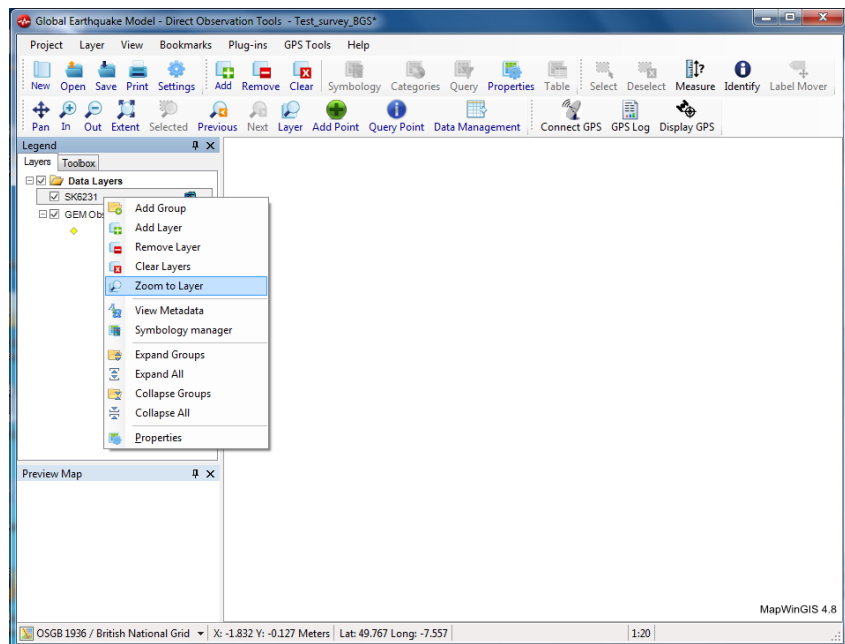 Global Earthquake Model - Direct Observation Tools - Test_survey_BGS*
Project Layer View Bookmarks Plug-ins GPS Tools Help
New Open Save Print Settings Add Remove Clear Symbology Categories Query Properties Table Select Deselect Measure Identify Label Mover
Pan In Out Extent Selected Previous Next Layer Add Point Query Point Data Management Connect GPS GPS Log Display GPS
Legend
Layers Toolbox
Data Layers
SK6231
GEM Obs
Add Group
Add Layer
Remove Layer
Clear Layers
Zoom to Layer
View Metadata
Symbology manager
Expand Groups
Expand All
Collapse Groups
Collapse All
Properties
Preview Map
MapWinGIS 4.8
OSGB 1936 / British National Grid X: -1.832 Y: -0.127 Meters Lat: 49.767 Long: -7.557 1:20